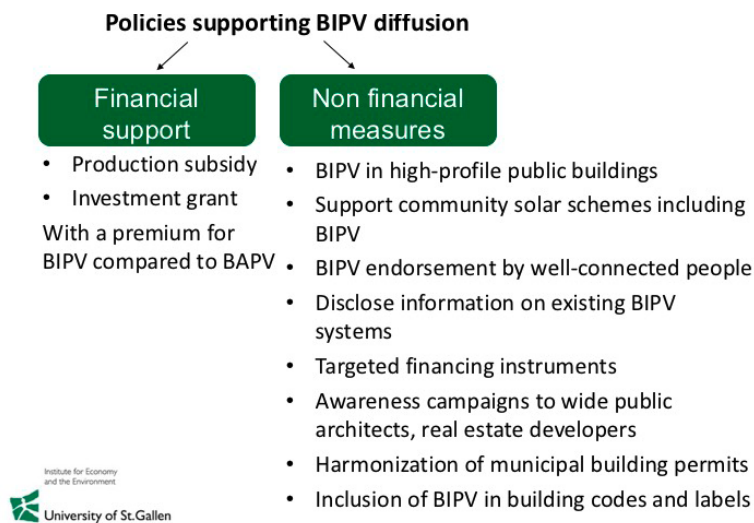 Policies supporting BIPV diffusion
Financial
support
• Production subsidy
• Investment grant
With a premium for
BIPV compared to BAPV
Non financial
measures
• BIPV in high-profile public buildings
• Support community solar schemes including
BIPV
• BIPV endorsement by well-connected people
• Disclose information on existing BIPV
systems
• Targeted financing instruments
• Awareness campaigns to wide public
architects, real estate developers
• Harmonization of municipal building permits
• Inclusion of BIPV in building codes and labels
Institute for Economy
and the Environment
University of St.Gallen